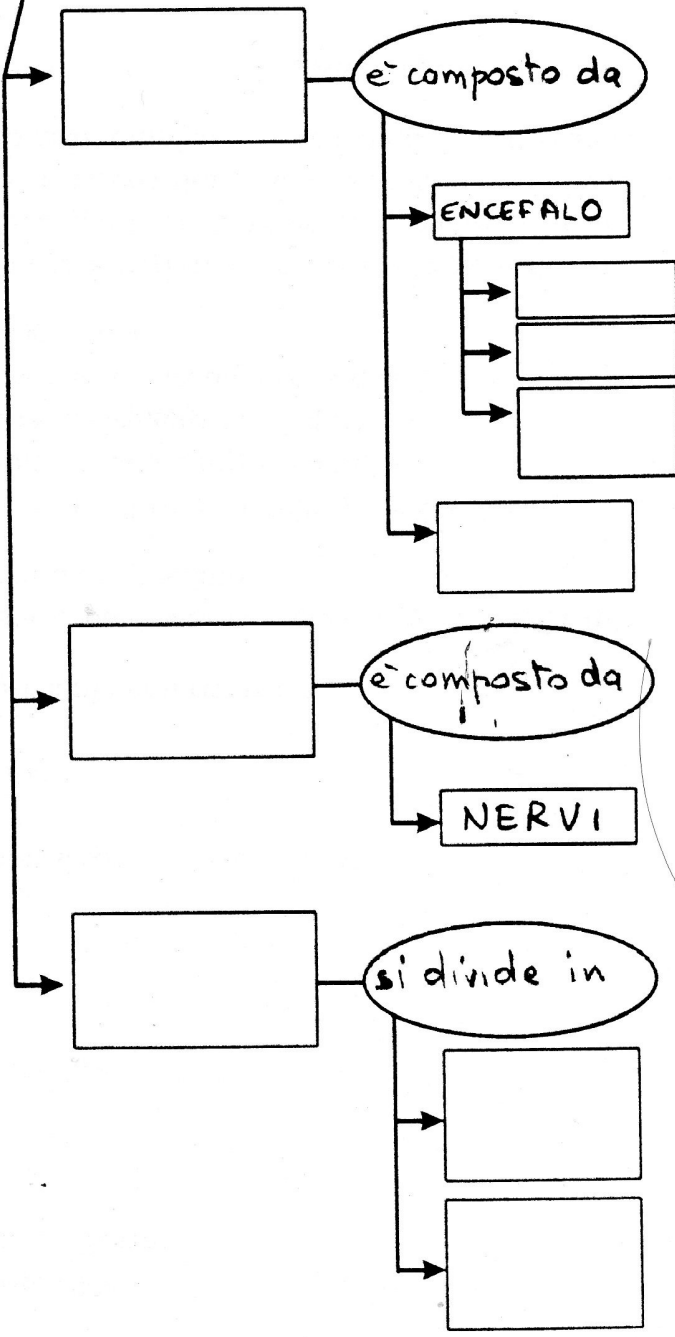 è composto da
ENCEFALO
è composto da
NERVI
si divide in